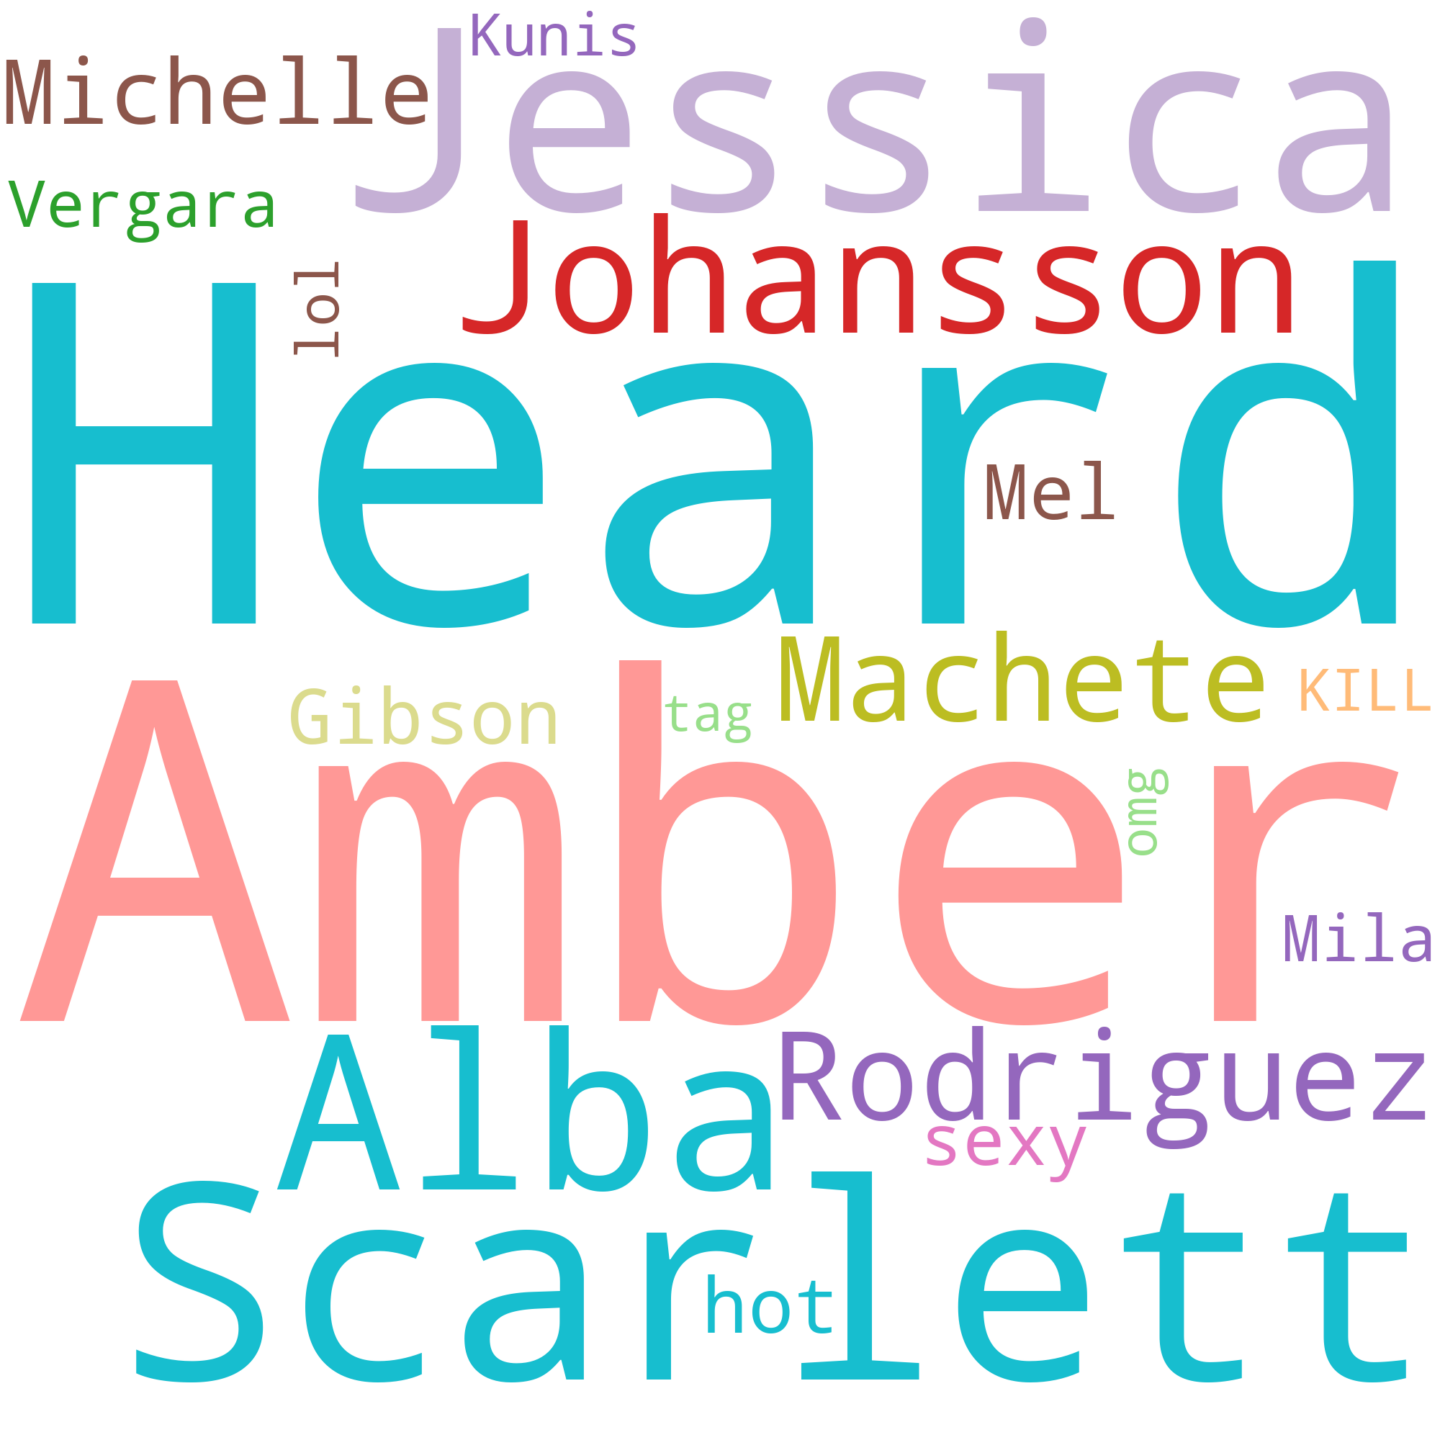 Kunis
Michelle
Jessica
Vergara
Johansson
lol
Heard
Mel
Machete
KILL
Gibson
tag
Amber
omg
Mila
Alba
Rodriguez
sexy
Scarlett
hot